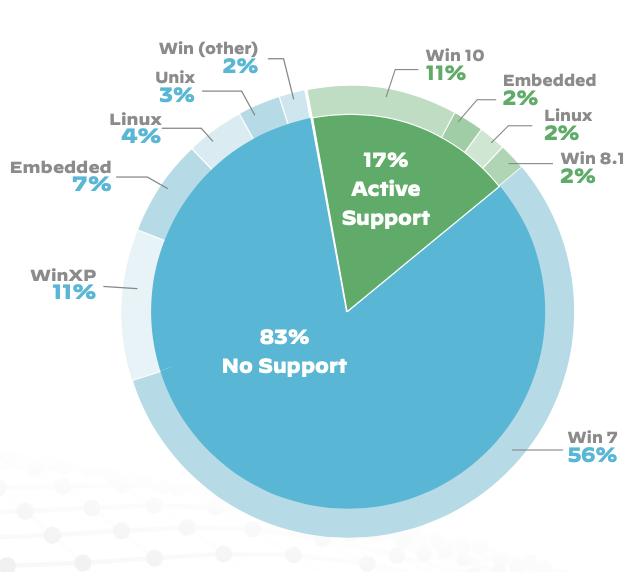 Win (other)
2%
Unix
3%
Linux
4%
Embedded
7%
WinXP
11%
Win 10
11%
Embedded
2%
Linux
2%
Win 8.1
2%
17%
Active
Support
83%
No Support
Win 7
56%